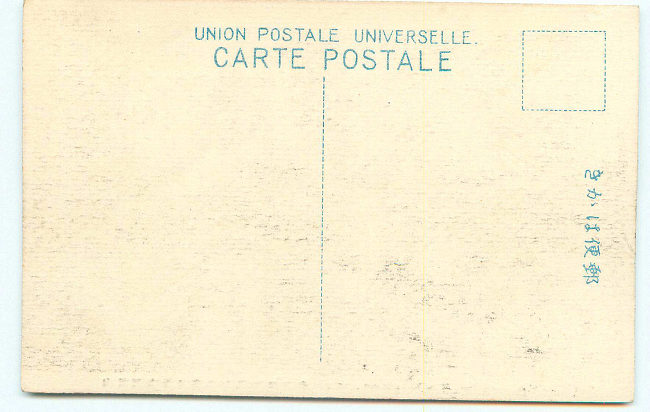 UNION POSTALE UNIVERSELLE.
CARTE POSTALE
郵便はかき